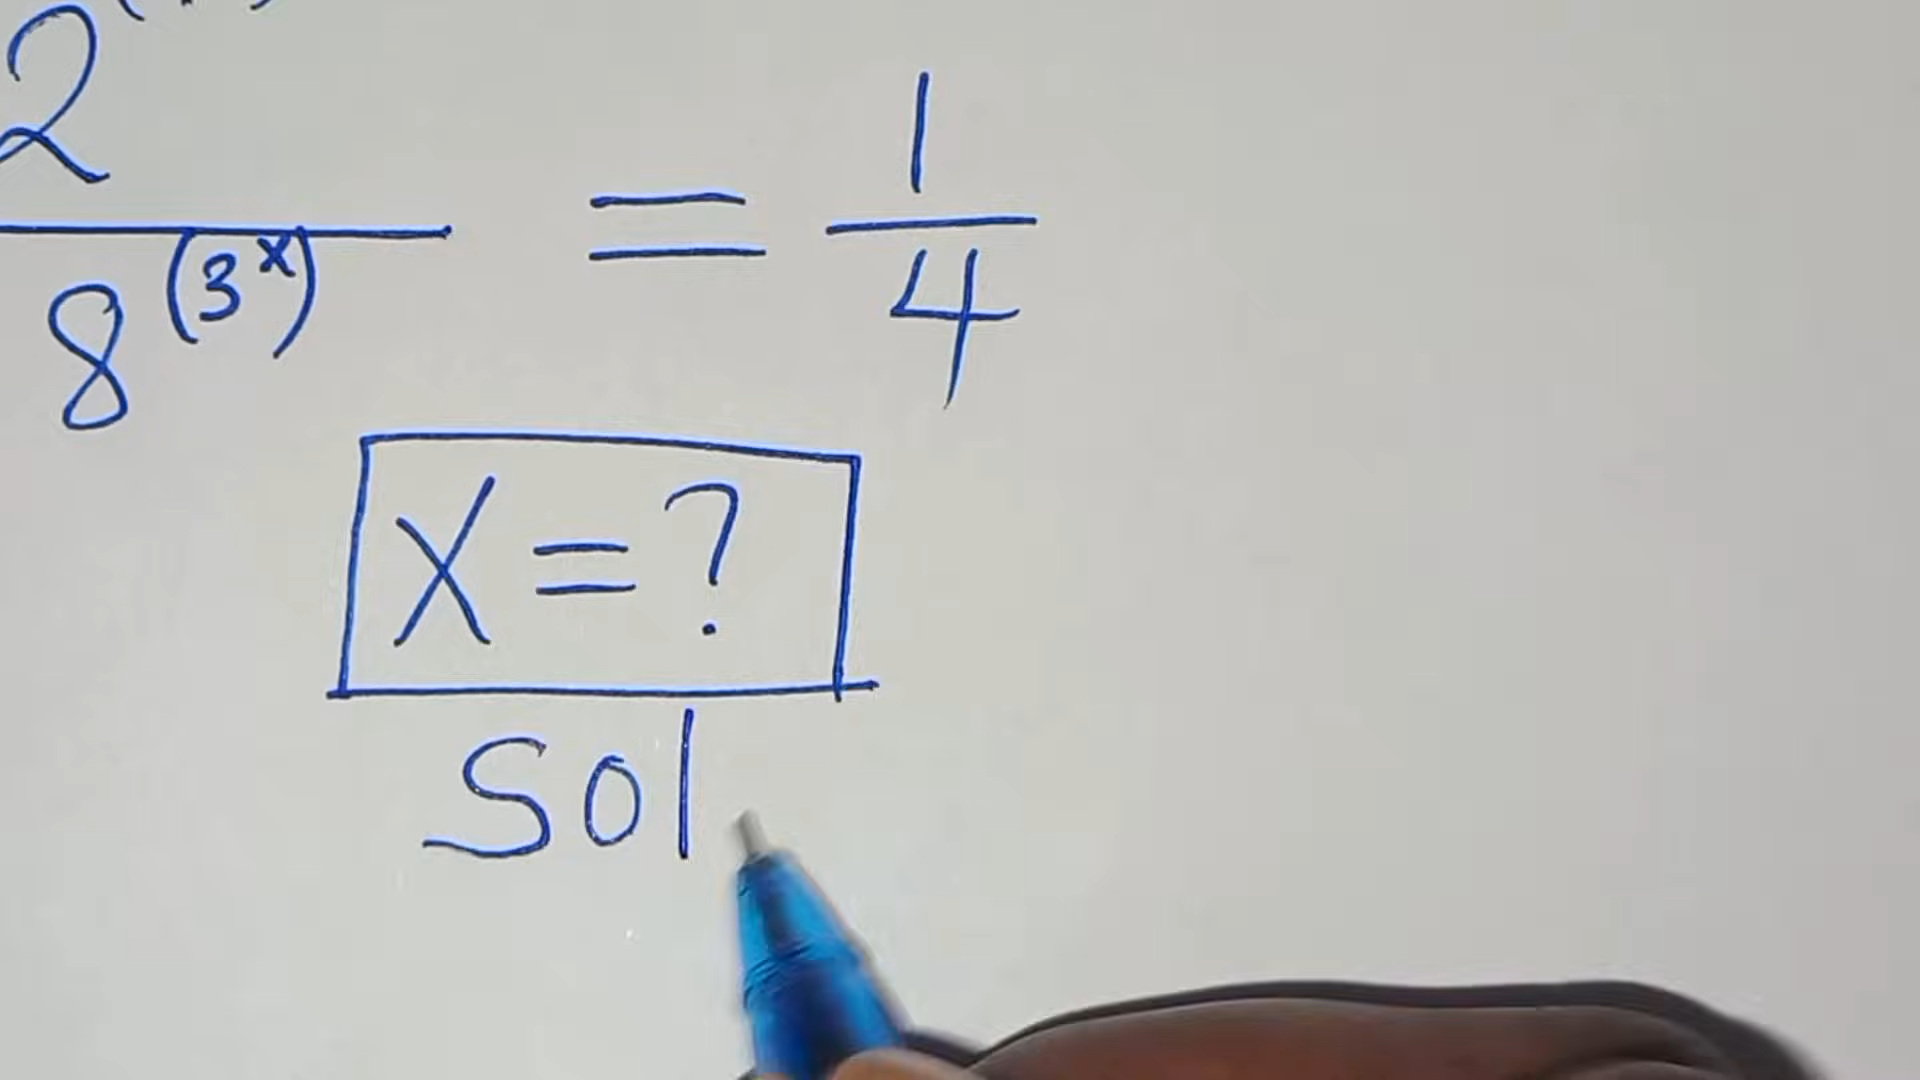 2
——— = 1/4
8^(3^x)
X = ?
Sol